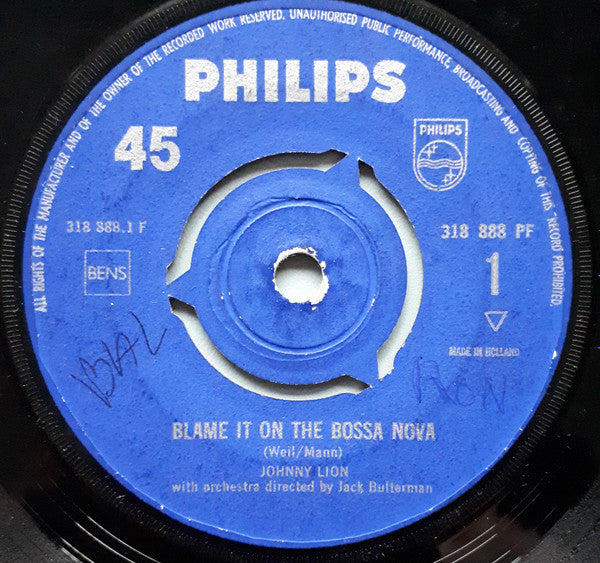 ALL RIGHTS OF THE MANUFACTURER AND OF THE OWNER OF THE RECORDED WORK RESERVED. UNAUTHORISED PUBLIC PERFORMANCE, BROADCASTING AND COPYING OF THIS RECORD PROHIBITED.
PHILIPS
45
PHILIPS
318 888.1 F
318 888 PF
BENS
1
MADE IN HOLLAND
BLAME IT ON THE BOSSA NOVA
(Weil/Mann)
JOHNNY LION
with orchestra directed by Jack Bulterman